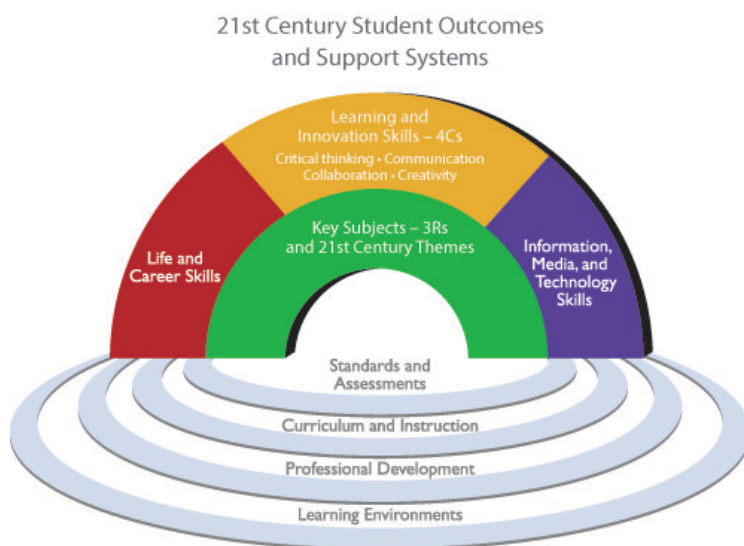 21st Century Student Outcomes
and Support Systems
Learning and
Innovation Skills – 4Cs
Critical thinking • Communication
Collaboration • Creativity
Key Subjects – 3Rs
and 21st Century Themes
Life and
Career Skills
Information,
Media, and
Technology
Skills
Standards and
Assessments
Curriculum and Instruction
Professional Development
Learning Environments